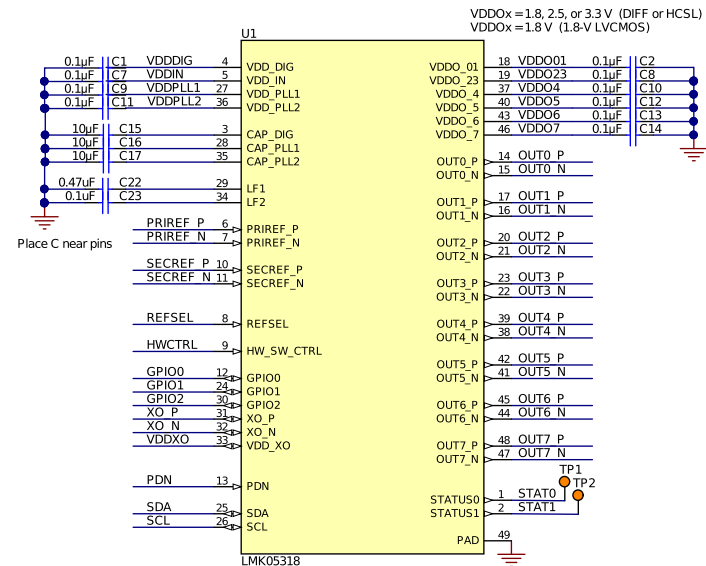 VDDOx = 1.8, 2.5, or 3.3 V (DIFF or HCSL)
VDDOx = 1.8 V (1.8-V LVCMOS)
U1
0.1µF C1 VDDDIG 4 VDD_DIG
0.1µF C7 VDDIN 5 VDD_IN
0.1µF C9 VDDPLL1 27 VDD_PLL1
0.1µF C11 VDDPLL2 36 VDD_PLL2
10µF C15 3 CAP_DIG
10µF C16 28 CAP_PLL1
10µF C17 35 CAP_PLL2
0.47uF C22 29 LF1
0.1uF C23 34 LF2
Place C near pins
PRIREF_P 6 PRIREF_P
PRIREF_N 7 PRIREF_N
SECREF_P 10 SECREF_P
SECREF_N 11 SECREF_N
REFSEL 8 REFSEL
HWCTRL 9 HW_SW_CTRL
GPIO0 12 GPIO0
GPIO1 24 GPIO1
GPIO2 30 GPIO2
XO_P 31 XO_P
XO_N 32 XO_N
VDDXO 33 VDD_XO
PDN 13 PDN
SDA 25 SDA
SCL 26 SCL
VDDO_01 18 VDDO01 0.1µF C2
VDDO_23 19 VDDO23 0.1µF C8
VDDO_4 37 VDDO4 0.1µF C10
VDDO_5 40 VDDO5 0.1µF C12
VDDO_6 43 VDDO6 0.1µF C13
VDDO_7 46 VDDO7 0.1µF C14
OUT0_P 14 OUT0_P
OUT0_N 15 OUT0_N
OUT1_P 17 OUT1_P
OUT1_N 16 OUT1_N
OUT2_P 20 OUT2_P
OUT2_N 21 OUT2_N
OUT3_P 23 OUT3_P
OUT3_N 22 OUT3_N
OUT4_P 39 OUT4_P
OUT4_N 38 OUT4_N
OUT5_P 42 OUT5_P
OUT5_N 41 OUT5_N
OUT6_P 45 OUT6_P
OUT6_N 44 OUT6_N
OUT7_P 48 OUT7_P
OUT7_N 47 OUT7_N
TP1
TP2
STATUS0 1 STAT0
STATUS1 2 STAT1
PAD 49
LMK05318